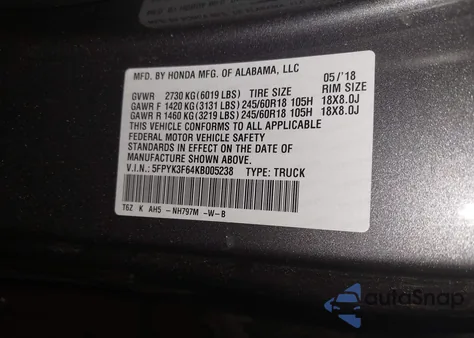 MFD. BY HONDA MFG. OF ALABAMA, LLC 05/'18
GVWR 2730 KG(6019 LBS) TIRE SIZE RIM SIZE
GAWR F 1420 KG(3131 LBS) 245/60R18 105H 18X8.0J
GAWR R 1460 KG(3219 LBS) 245/60R18 105H 18X8.0J
THIS VEHICLE CONFORMS TO ALL APPLICABLE
FEDERAL MOTOR VEHICLE SAFETY
STANDARDS IN EFFECT ON THE DATE OF
MANUFACTURE SHOWN ABOVE.
V.I.N.: 5FPYK3F64KB005238 TYPE: TRUCK
T6Z K AH5 -NH797M -W-B
autoSnap